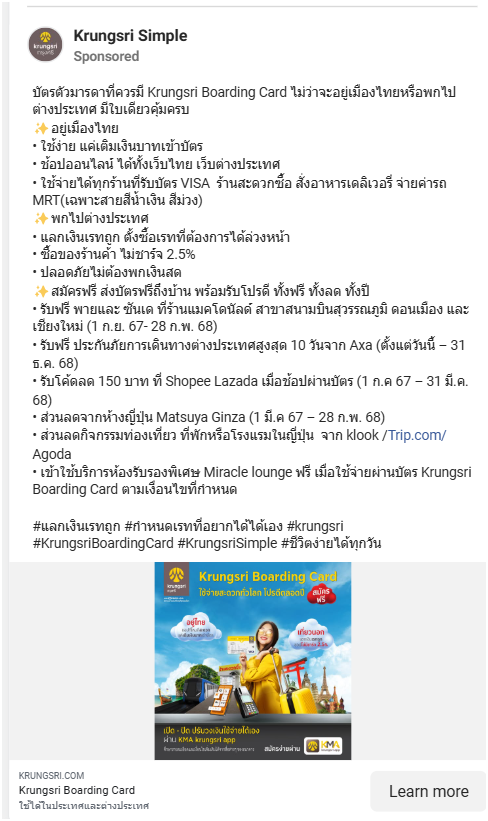 Krungsri Simple
Sponsored
บัตรตัวมารดาที่ควรมี Krungsri Boarding Card ไม่ว่าจะอยู่เมืองไทยหรือพกไป
ต่างประเทศ มีใบเดียวคุ้มครบ
✨อยู่เมืองไทย
• ใช้ง่าย แค่เติมเงินบาทเข้าบัตร
• ช้อปออนไลน์ ได้ทั้งเว็บไทย เว็บต่างประเทศ
• ใช้จ่ายได้ทุกร้านที่รับบัตร VISA ร้านสะดวกซื้อ สั่งอาหารเดลิเวอรี่ จ่ายค่ารถ
MRT(เฉพาะสายสีน้ำเงิน สีม่วง)
✨พกไปต่างประเทศ
• แลกเงินเรทถูก ตั้งซื้อเรทที่ต้องการได้ล่วงหน้า
• ซื้อของร้านค้า ไม่ชาร์จ 2.5%
• ปลอดภัยไม่ต้องพกเงินสด
✨สมัครฟรี ส่งบัตรฟรีถึงบ้าน พร้อมรับโปรดี ทั้งฟรี ทั้งลด ทั้งปี
• รับฟรี พายและ ซันเด ที่ร้านแมคโดนัลด์ สาขาสนามบินสุวรรณภูมิ ดอนเมือง และ
เชียงใหม่ (1 ก.ย. 67- 28 ก.พ. 68)
• รับฟรี ประกันภัยการเดินทางต่างประเทศสูงสุด 10 วันจาก Axa (ตั้งแต่วันนี้ – 31
ธ.ค. 68)
• รับโค้ดลด 150 บาท ที่ Shopee Lazada เมื่อช้อปผ่านบัตร (1 ก.ค 67 – 31 มี.ค.
68)
• ส่วนลดจากห้างญี่ปุ่น Matsuya Ginza (1 มี.ค 67 – 28 ก.พ. 68)
• ส่วนลดกิจกรรมท่องเที่ยว ที่พักหรือโรงแรมในญี่ปุ่น จาก klook /Trip.com/
Agoda
• เข้าใช้บริการห้องรับรองพิเศษ Miracle lounge ฟรี เมื่อใช้จ่ายผ่านบัตร Krungsri
Boarding Card ตามเงื่อนไขที่กำหนด
#แลกเงินเรทถูก #กำหนดเรทที่อยากได้ได้เอง #krungsri
#KrungsriBoardingCard #KrungsriSimple #ชีวิตง่ายได้ทุกวัน
krungsri
กรุงศรี
Krungsri Boarding Card
ใช้จ่ายสะดวกทั่วโลก โปรดีตลอดปี
สมัคร
ฟรี
อยู่ไทย
เที่ยวนอก
เปิด - ปิด ปรับวงเงินใช้จ่ายได้เอง
ผ่าน KMA krungsri app
สมัครง่ายผ่าน
KMA
KRUNGSRI.COM
Krungsri Boarding Card
ใช้ได้ในประเทศและต่างประเทศ
Learn more